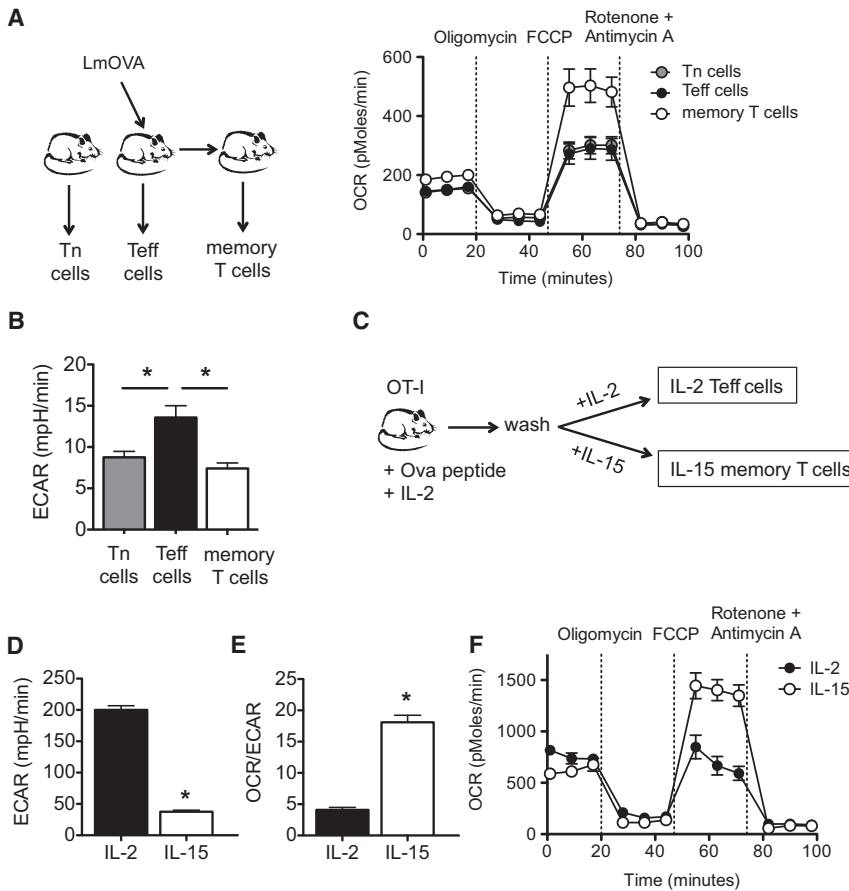 A
LmOVA
Tn
cells
Teff
cells
memory
T cells
Oligomycin
FCCP
Rotenone +
Antimycin A
OCR (pMoles/min)
600
400
200
0
0
20
40
60
80
100
Time (minutes)
Tn cells
Teff cells
memory T cells
B
ECAR (mpH/min)
20
15
10
5
0
*
*
Tn
cells
Teff
cells
memory
T cells
C
OT-I
+ Ova peptide
+ IL-2
wash
+IL-2
+IL-15
IL-2 Teff cells
IL-15 memory T cells
D
ECAR (mpH/min)
250
200
150
100
50
0
*
IL-2
IL-15
E
OCR/ECAR
25
20
15
10
5
0
*
IL-2
IL-15
F
Oligomycin
FCCP
Rotenone +
Antimycin A
OCR (pMoles/min)
1500
1000
500
0
0
20
40
60
80
100
Time (minutes)
IL-2
IL-15